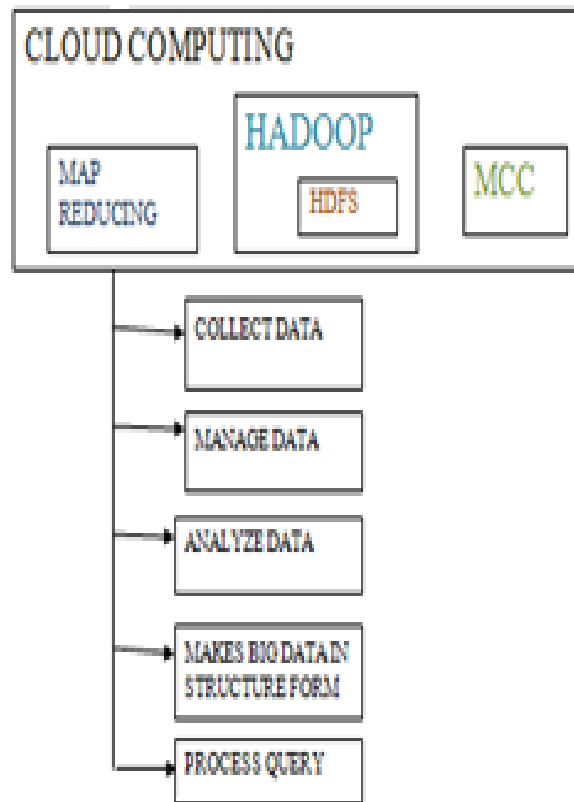 CLOUD COMPUTING
HADOOP
MAP
REDUCING
HDFS
MCC
COLLECT DATA
MANAGE DATA
ANALYZE DATA
MAKES BIG DATA IN
STRUCTURE FORM
PROCESS QUERY